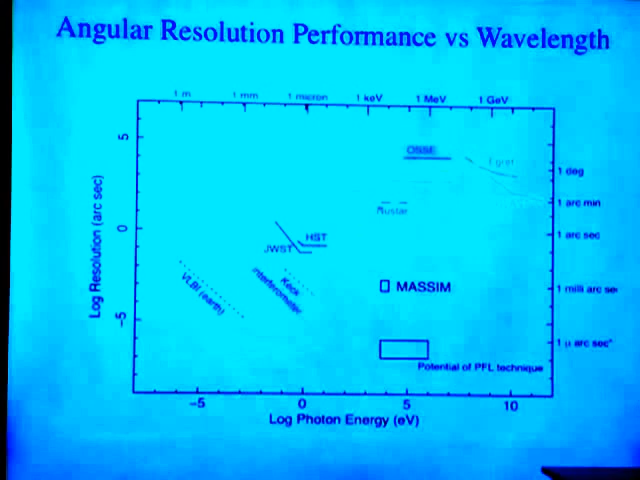 Angular Resolution Performance vs Wavelength
1 m 1 mm 1 micron 1 keV 1 MeV 1 GeV
5
OSSE
1 deg
1 arc min
0
HST
JWST
1 arc sec
Log Resolution (arc sec)
VLBI (earth)
Keck
interferometer
MASSIM
1 milli arc sec
-5
1 μ arc sec
Potential of PFL technique
-5 0 5 10
Log Photon Energy (eV)